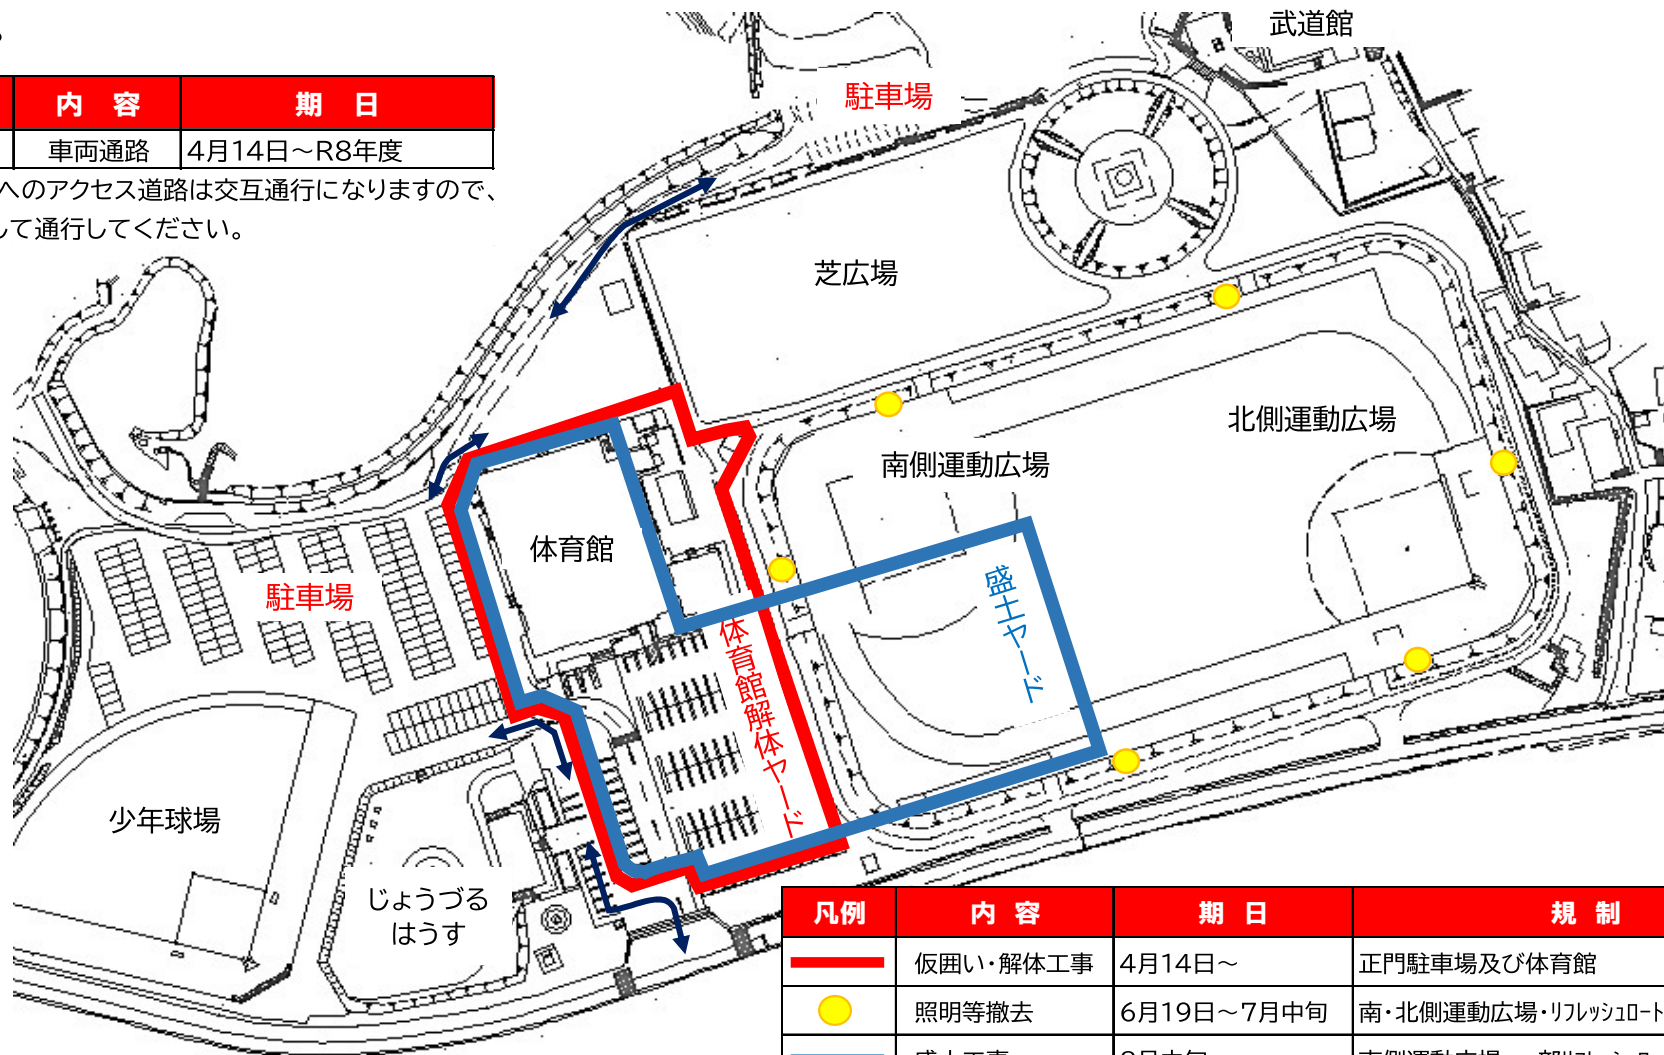 内 容 期 日
車両通路 4月14日～R8年度
へのアクセス道路は交互通行になりますので、
して通行してください。
武道館
駐車場
芝広場
北側運動広場
南側運動広場
体育館
駐車場
盛土ヤード
体育館解体ヤード
少年球場
じょうづる
はうす
凡例 内 容 期 日 規 制
仮囲い・解体工事 4月14日～ 正門駐車場及び体育館
照明等撤去 6月19日～7月中旬 南・北側運動広場・ﾘﾌﾚｯｼｭﾛｰﾄ